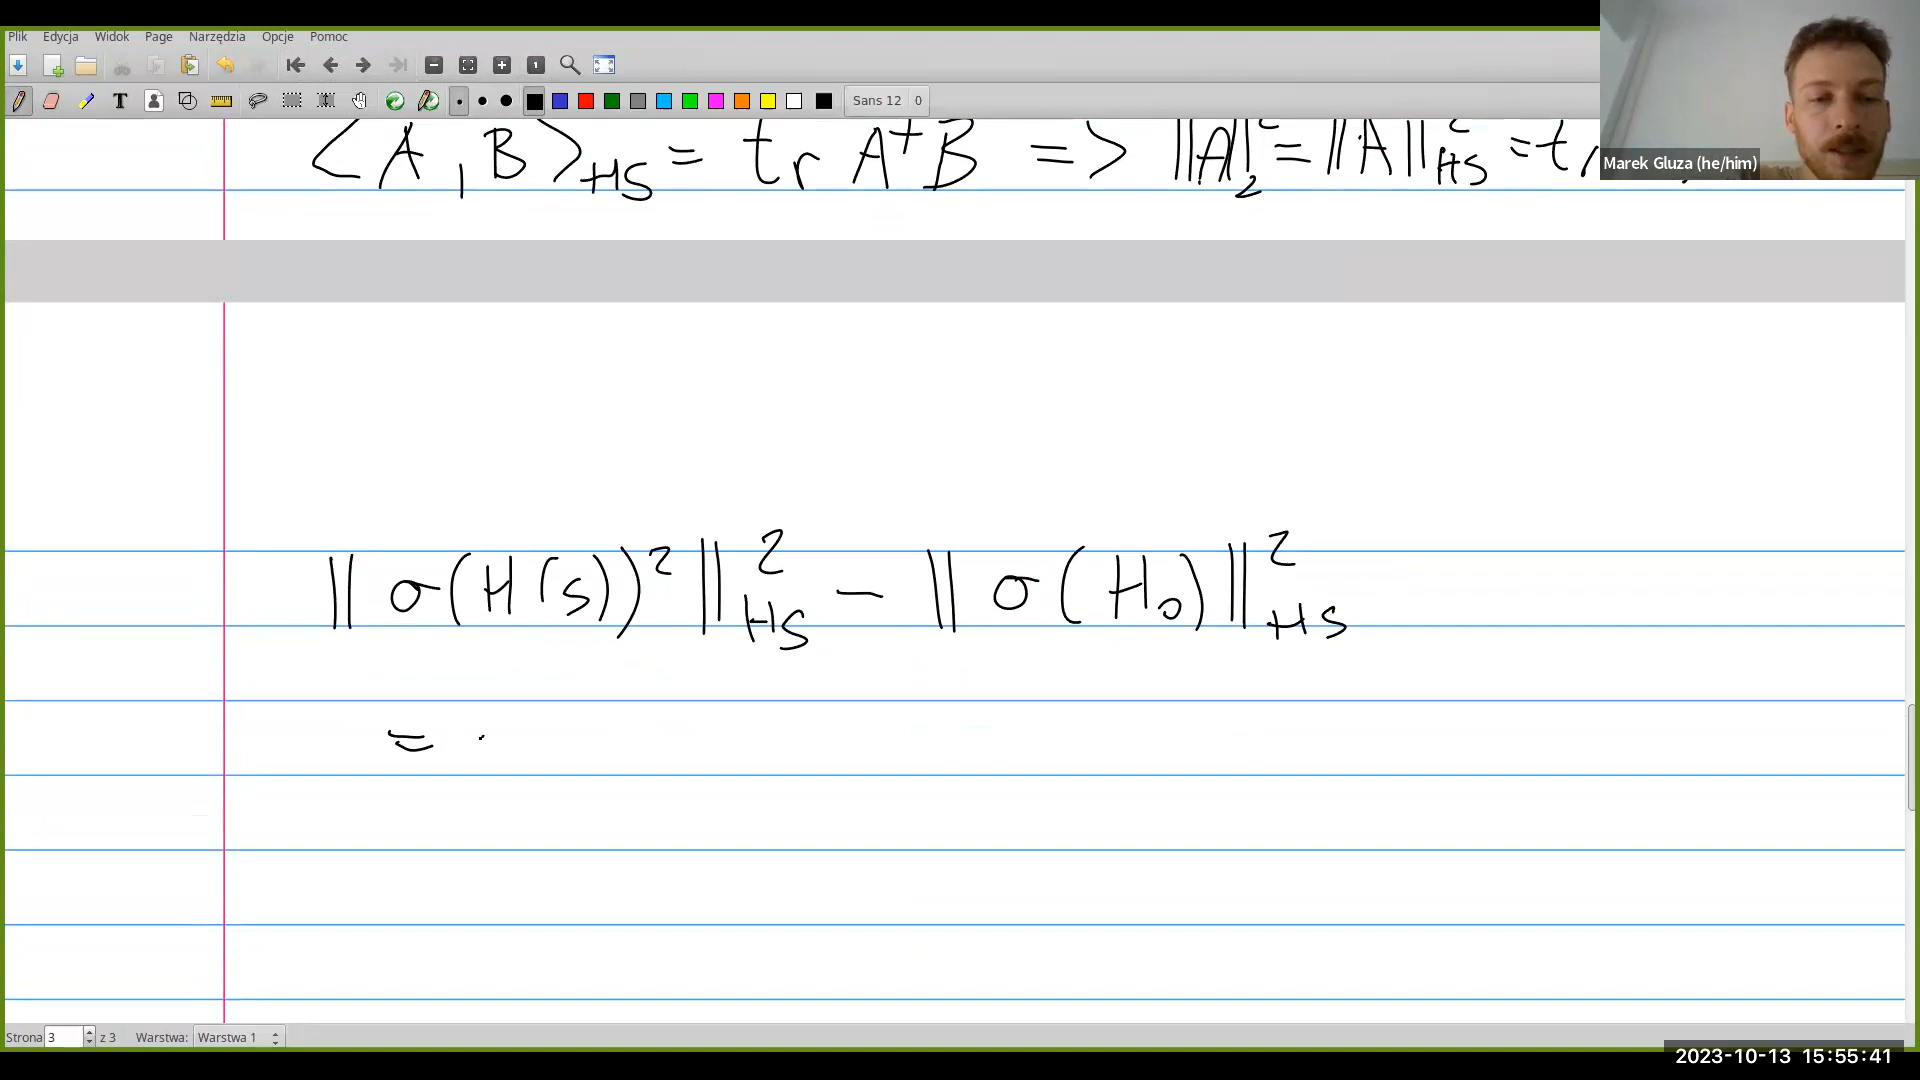 Plik Edycja Widok Page Narzędzia Opcje Pomoc
Sans 12 0
Marek Gluza (he/him)
⟨A, B⟩_HS = tr A†B => ||A||₂² = ||A||²_HS = t
|| σ(H(s))² ||²_HS − || σ(H₀) ||²_HS
=
Strona 3 z 3 Warstwa: Warstwa 1
2023-10-13 15:55:41